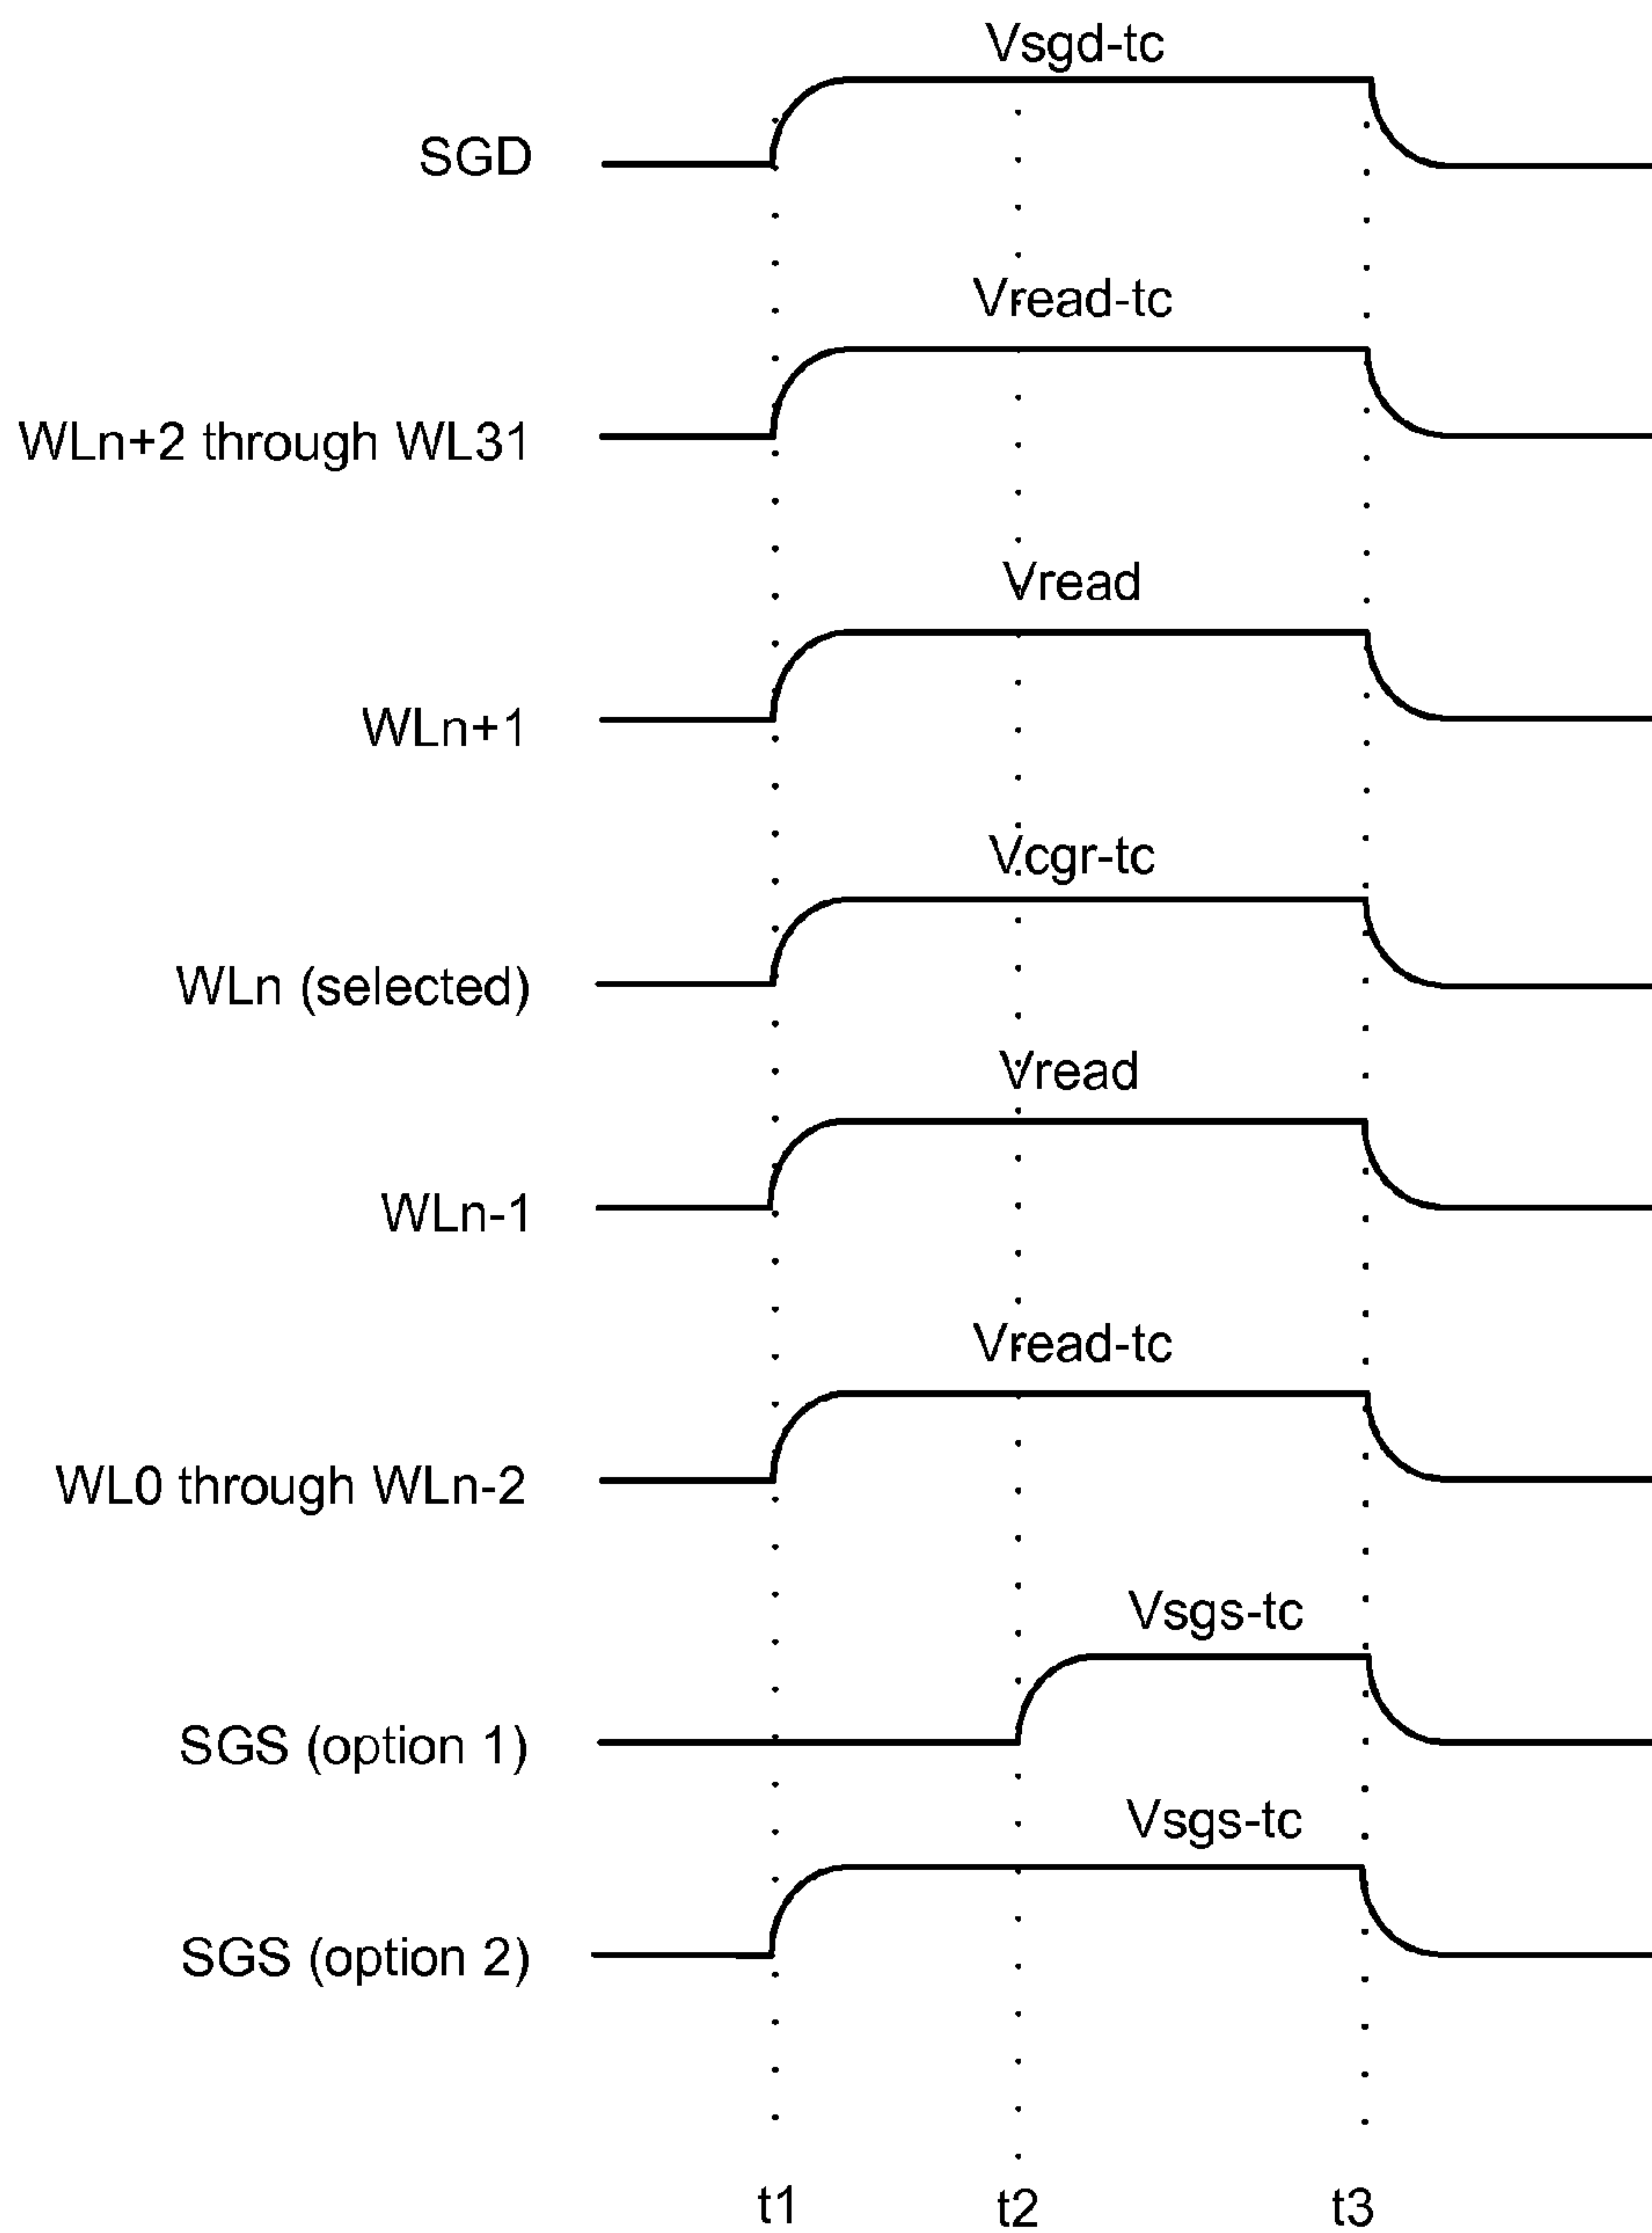 Vsgd-tc
SGD
Vread-tc
WLn+2 through WL31
Vread
WLn+1
Vcgr-tc
WLn (selected)
Vread
WLn-1
Vread-tc
WL0 through WLn-2
Vsgs-tc
SGS (option 1)
Vsgs-tc
SGS (option 2)
t1 t2 t3